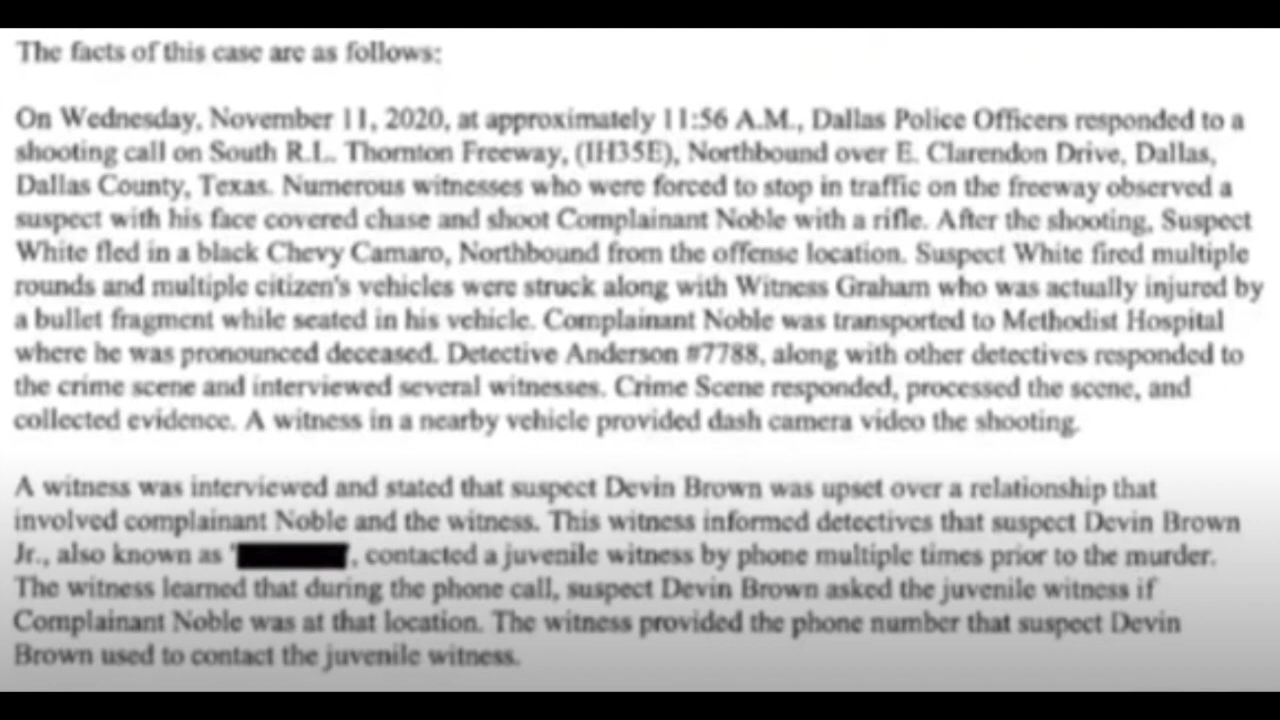 The facts of this case are as follows:
On Wednesday, November 11, 2020, at approximately 11:56 A.M., Dallas Police Officers responded to a
shooting call on South R.L. Thornton Freeway, (IH35E), Northbound over E. Clarendon Drive, Dallas,
Dallas County, Texas. Numerous witnesses who were forced to stop in traffic on the freeway observed a
suspect with his face covered chase and shoot Complainant Noble with a rifle. After the shooting, Suspect
White fled in a black Chevy Camaro, Northbound from the offense location. Suspect White fired multiple
rounds and multiple citizen's vehicles were struck along with Witness Graham who was actually injured by
a bullet fragment while seated in his vehicle. Complainant Noble was transported to Methodist Hospital
where he was pronounced deceased. Detective Anderson #7788, along with other detectives responded to
the crime scene and interviewed several witnesses. Crime Scene responded, processed the scene, and
collected evidence. A witness in a nearby vehicle provided dash camera video the shooting.
A witness was interviewed and stated that suspect Devin Brown was upset over a relationship that
involved complainant Noble and the witness. This witness informed detectives that suspect Devin Brown
Jr., also known as ' ', contacted a juvenile witness by phone multiple times prior to the murder.
The witness learned that during the phone call, suspect Devin Brown asked the juvenile witness if
Complainant Noble was at that location. The witness provided the phone number that suspect Devin
Brown used to contact the juvenile witness.